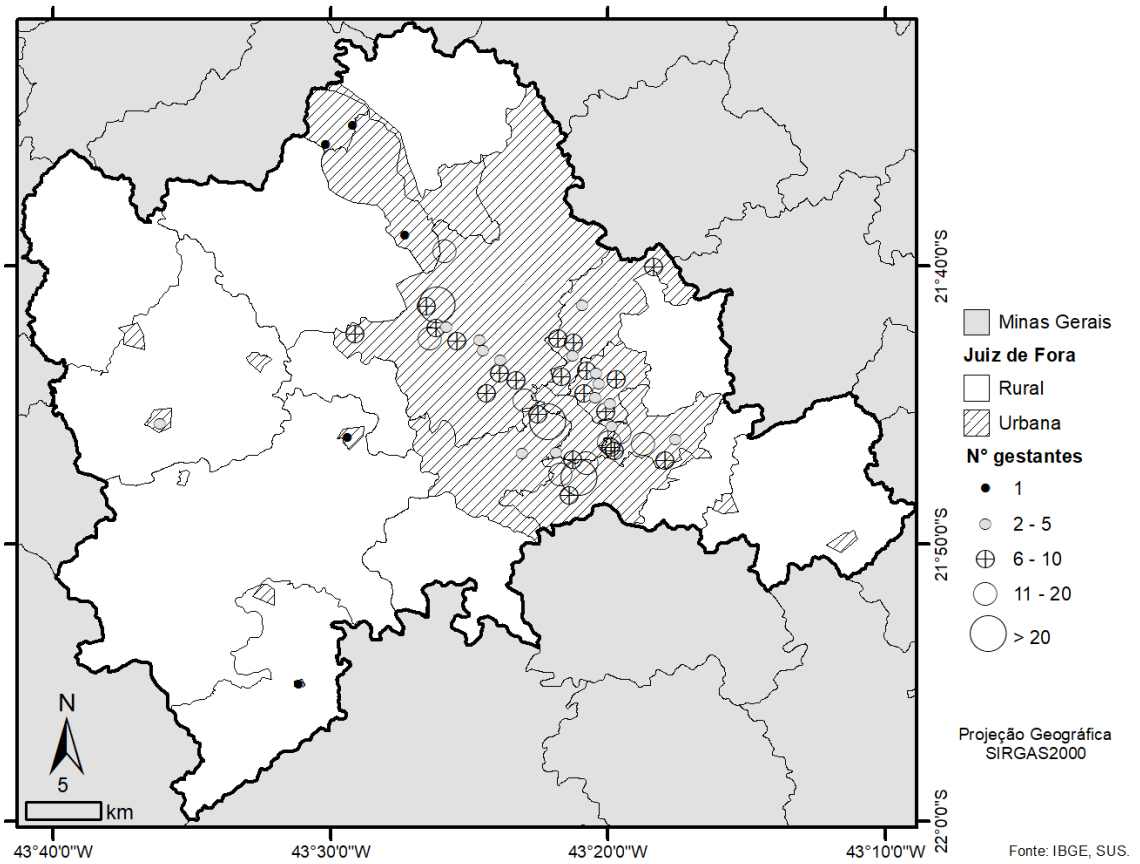 21°40'0"S
21°50'0"S
22°0'0"S
N
5
km
43°40'0"W
43°30'0"W
43°20'0"W
43°10'0"W
Minas Gerais
Juiz de Fora
Rural
Urbana
N° gestantes
1
2 - 5
6 - 10
11 - 20
> 20
Projeção Geográfica
SIRGAS2000
Fonte: IBGE, SUS.